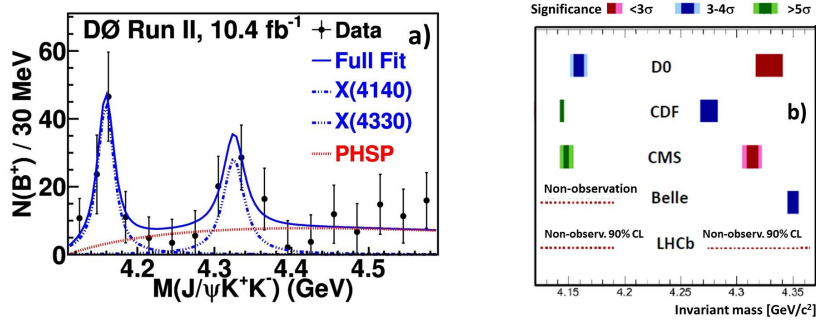 DØ Run II, 10.4 fb⁻¹
a)
Data
Full Fit
X(4140)
X(4330)
PHSP
N(B⁺) / 30 MeV
60
40
20
0
4.2
4.3
4.4
4.5
M(J/ψK⁺K⁻) (GeV)
Significance <3σ 3-4σ >5σ
b)
D0
CDF
CMS
Non-observation
Belle
Non-observ. 90% CL
Non-observ. 90% CL
LHCb
4.15
4.2
4.25
4.3
4.35
Invariant mass [GeV/c²]